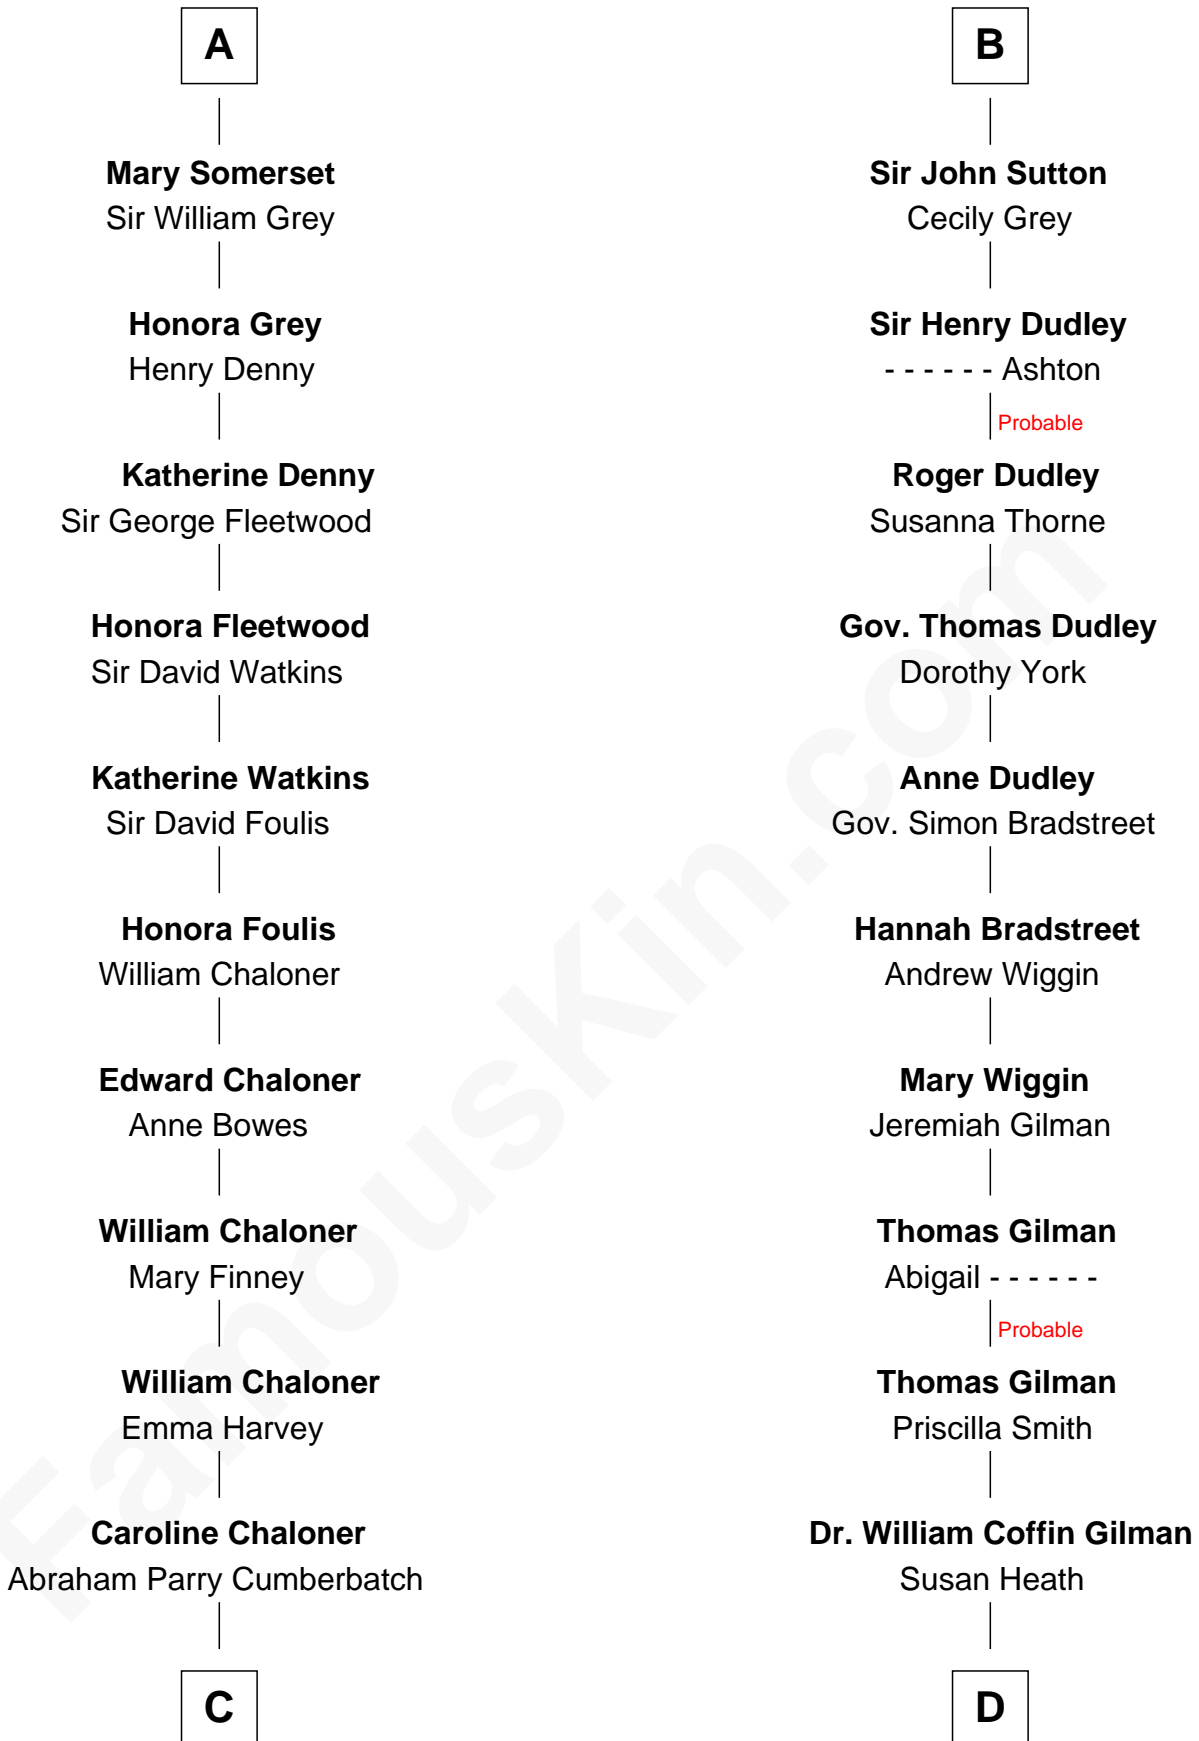 A
Mary Somerset
Sir William Grey
Honora Grey
Henry Denny
Katherine Denny
Sir George Fleetwood
Honora Fleetwood
Sir David Watkins
Katherine Watkins
Sir David Foulis
Honora Foulis
William Chaloner
Edward Chaloner
Anne Bowes
William Chaloner
Mary Finney
William Chaloner
Emma Harvey
Caroline Chaloner
Abraham Parry Cumberbatch
C
B
Sir John Sutton
Cecily Grey
Sir Henry Dudley
- - - - - - Ashton
Probable
Roger Dudley
Susanna Thorne
Gov. Thomas Dudley
Dorothy York
Anne Dudley
Gov. Simon Bradstreet
Hannah Bradstreet
Andrew Wiggin
Mary Wiggin
Jeremiah Gilman
Thomas Gilman
Abigail - - - - - -
Probable
Thomas Gilman
Priscilla Smith
Dr. William Coffin Gilman
Susan Heath
D
FamousKin.com